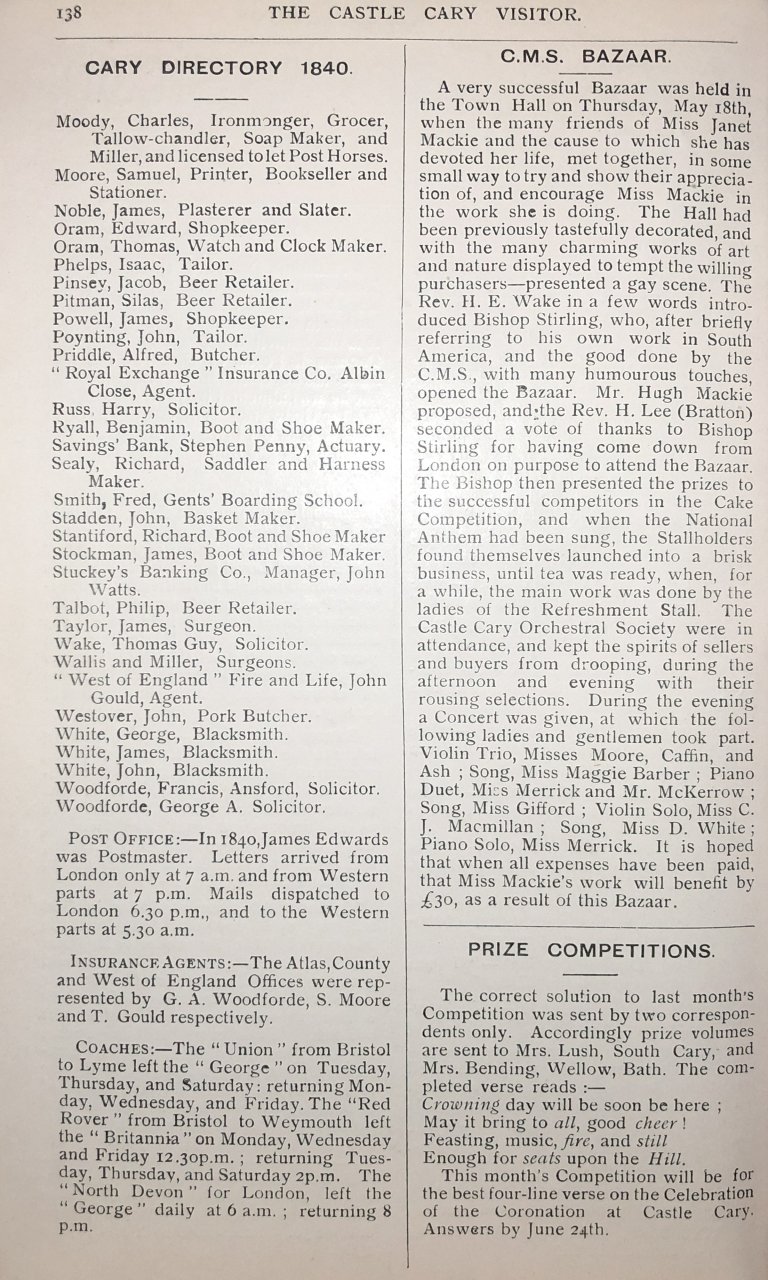 138 THE CASTLE CARY VISITOR.
CARY DIRECTORY 1840.
Moody, Charles, Ironmonger, Grocer,
Tallow-chandler, Soap Maker, and
Miller, and licensed to let Post Horses.
Moore, Samuel, Printer, Bookseller and
Stationer.
Noble, James, Plasterer and Slater.
Oram, Edward, Shopkeeper.
Oram, Thomas, Watch and Clock Maker.
Phelps, Isaac, Tailor.
Pinsey, Jacob, Beer Retailer.
Pitman, Silas, Beer Retailer.
Powell, James, Shopkeeper.
Poynting, John, Tailor.
Priddle, Alfred, Butcher.
“ Royal Exchange ” Insurance Co. Albin
Close, Agent.
Russ, Harry, Solicitor.
Ryall, Benjamin, Boot and Shoe Maker.
Savings' Bank, Stephen Penny, Actuary.
Sealy, Richard, Saddler and Harness
Maker.
Smith, Fred, Gents' Boarding School.
Stadden, John, Basket Maker.
Stantiford, Richard, Boot and Shoe Maker
Stockman, James, Boot and Shoe Maker.
Stuckey's Banking Co., Manager, John
Watts.
Talbot, Philip, Beer Retailer.
Taylor, James, Surgeon.
Wake, Thomas Guy, Solicitor.
Wallis and Miller, Surgeons.
“ West of England ” Fire and Life, John
Gould, Agent.
Westover, John, Pork Butcher.
White, George, Blacksmith.
White, James, Blacksmith.
White, John, Blacksmith.
Woodforde, Francis, Ansford, Solicitor.
Woodforde, George A. Solicitor.
POST OFFICE:—In 1840, James Edwards
was Postmaster. Letters arrived from
London only at 7 a.m. and from Western
parts at 7 p.m. Mails dispatched to
London 6.30 p.m., and to the Western
parts at 5.30 a.m.
INSURANCE AGENTS:—The Atlas, County
and West of England Offices were rep-
resented by G. A. Woodforde, S. Moore
and T. Gould respectively.
COACHES:—The “ Union ” from Bristol
to Lyme left the “ George ” on Tuesday,
Thursday, and Saturday: returning Mon-
day, Wednesday, and Friday. The “Red
Rover ” from Bristol to Weymouth left
the “ Britannia ” on Monday, Wednesday
and Friday 12.30p.m. ; returning Tues-
day, Thursday, and Saturday 2p.m. The
“ North Devon ” for London, left the
“ George ” daily at 6 a.m. ; returning 8
p.m.
C.M.S. BAZAAR.
A very successful Bazaar was held in
the Town Hall on Thursday, May 18th,
when the many friends of Miss Janet
Mackie and the cause to which she has
devoted her life, met together, in some
small way to try and show their apprecia-
tion of, and encourage Miss Mackie in
the work she is doing. The Hall had
been previously tastefully decorated, and
with the many charming works of art
and nature displayed to tempt the willing
purchasers—presented a gay scene. The
Rev. H. E. Wake in a few words intro-
duced Bishop Stirling, who, after briefly
referring to his own work in South
America, and the good done by the
C.M.S., with many humourous touches,
opened the Bazaar. Mr. Hugh Mackie
proposed, and the Rev. H. Lee (Bratton)
seconded a vote of thanks to Bishop
Stirling for having come down from
London on purpose to attend the Bazaar.
The Bishop then presented the prizes to
the successful competitors in the Cake
Competition, and when the National
Anthem had been sung, the Stallholders
found themselves launched into a brisk
business, until tea was ready, when, for
a while, the main work was done by the
ladies of the Refreshment Stall. The
Castle Cary Orchestral Society were in
attendance, and kept the spirits of sellers
and buyers from drooping, during the
afternoon and evening with their
rousing selections. During the evening
a Concert was given, at which the fol-
lowing ladies and gentlemen took part.
Violin Trio, Misses Moore, Caffin, and
Ash ; Song, Miss Maggie Barber ; Piano
Duet, Miss Merrick and Mr. McKerrow ;
Song, Miss Gifford ; Violin Solo, Miss C.
J. Macmillan ; Song, Miss D. White ;
Piano Solo, Miss Merrick. It is hoped
that when all expenses have been paid,
that Miss Mackie's work will benefit by
£30, as a result of this Bazaar.
PRIZE COMPETITIONS.
The correct solution to last month's
Competition was sent by two correspon-
dents only. Accordingly prize volumes
are sent to Mrs. Lush, South Cary, and
Mrs. Bending, Wellow, Bath. The com-
pleted verse reads :—
Crowning day will be soon be here ;
May it bring to all, good cheer !
Feasting, music, fire, and still
Enough for seats upon the Hill.
This month's Competition will be for
the best four-line verse on the Celebration
of the Coronation at Castle Cary.
Answers by June 24th.